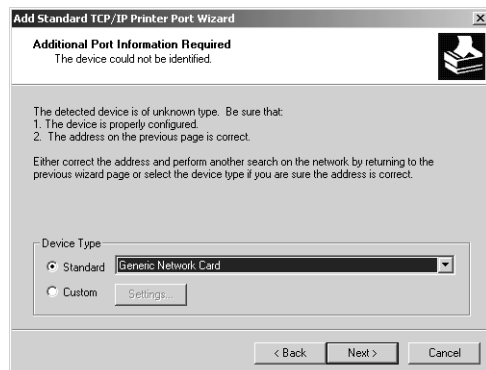 Add Standard TCP/IP Printer Port Wizard
Additional Port Information Required
The device could not be identified.
The detected device is of unknown type. Be sure that:
1. The device is properly configured.
2. The address on the previous page is correct.
Either correct the address and perform another search on the network by returning to the
previous wizard page or select the device type if you are sure the address is correct.
Device Type
Standard Generic Network Card
Custom Settings...
< Back Next > Cancel